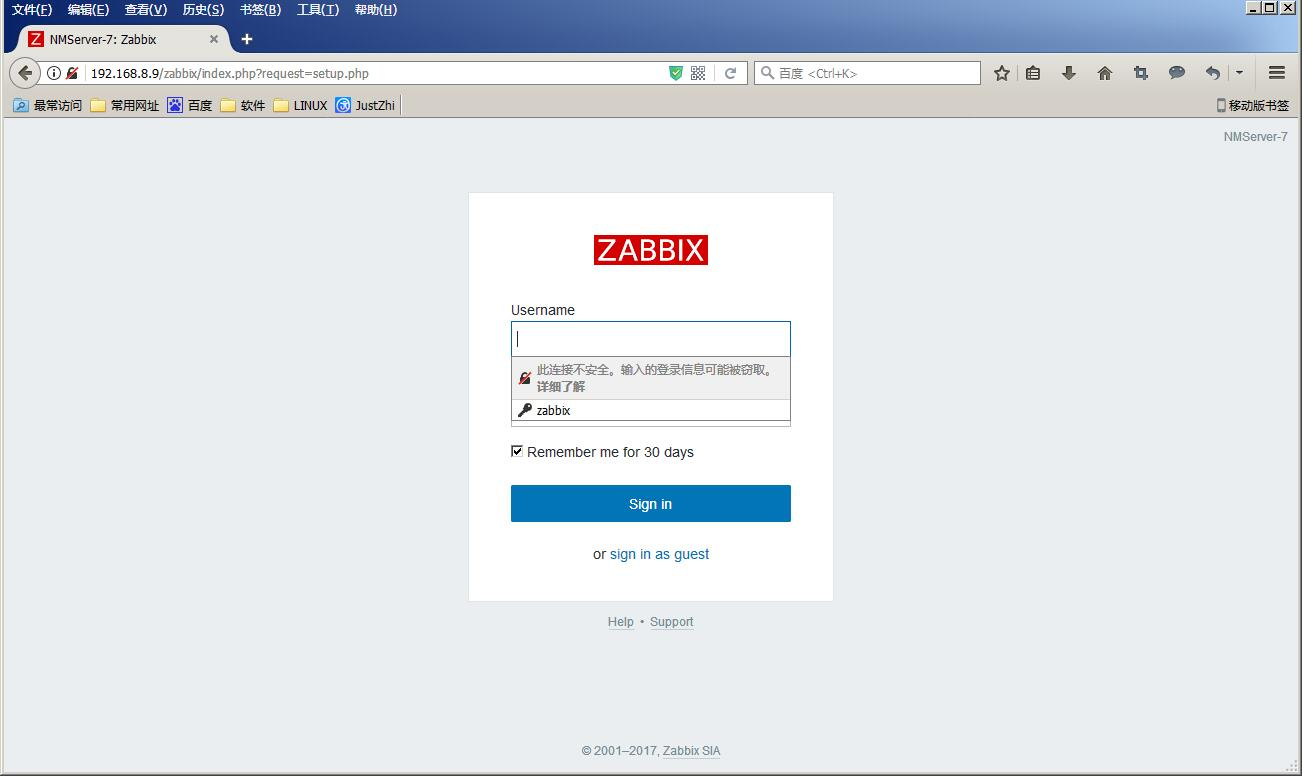 文件(F) 编辑(E) 查看(V) 历史(S) 书签(B) 工具(T) 帮助(H)
Z NMServer-7: Zabbix
192.168.8.9/zabbix/index.php?request=setup.php
百度 <Ctrl+K>
最常访问 常用网址 百度 软件 LINUX JustZhi 移动版书签
NMServer-7
ZABBIX
Username
此连接不安全。输入的登录信息可能被窃取。
详细了解
zabbix
Remember me for 30 days
Sign in
or sign in as guest
Help • Support
© 2001–2017, Zabbix SIA